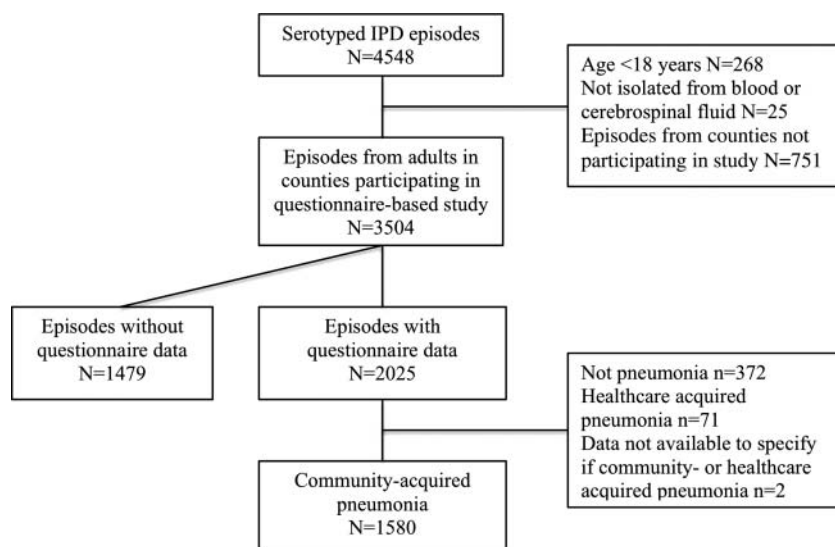 Serotyped IPD episodes
N=4548
Age <18 years N=268
Not isolated from blood or
cerebrospinal fluid N=25
Episodes from counties not
participating in study N=751
Episodes from adults in
counties participating in
questionnaire-based study
N=3504
Episodes without
questionnaire data
N=1479
Episodes with
questionnaire data
N=2025
Not pneumonia n=372
Healthcare acquired
pneumonia n=71
Data not available to specify
if community- or healthcare
acquired pneumonia n=2
Community-acquired
pneumonia
N=1580